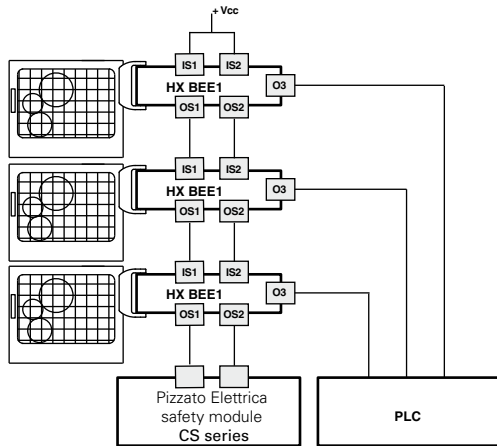 + Vcc
IS1 IS2
HX BEE1 O3
OS1 OS2
IS1 IS2
HX BEE1 O3
OS1 OS2
IS1 IS2
HX BEE1 O3
OS1 OS2
Pizzato Elettrica
safety module
CS series
PLC